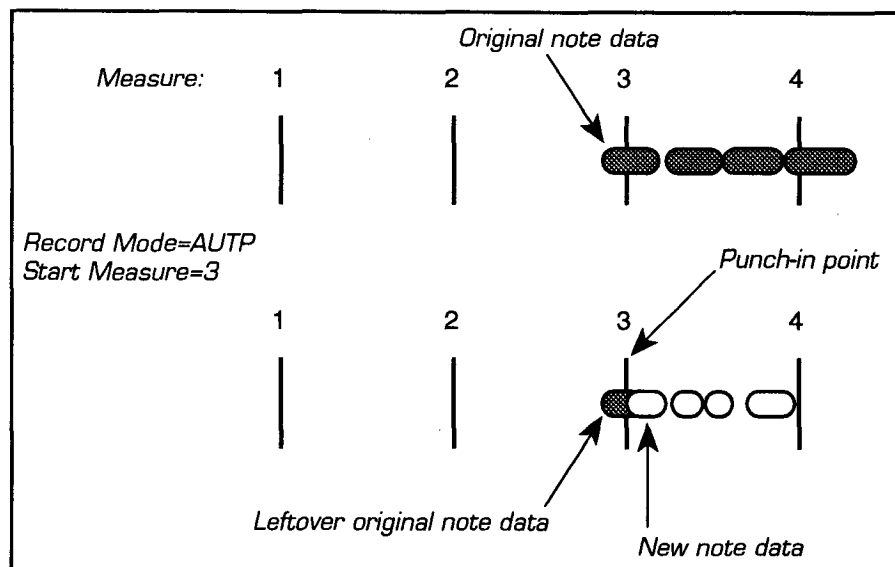 Original note data
Measure: 1 2 3 4
Record Mode=AUTP
Start Measure=3
Punch-in point
1 2 3 4
Leftover original note data
New note data